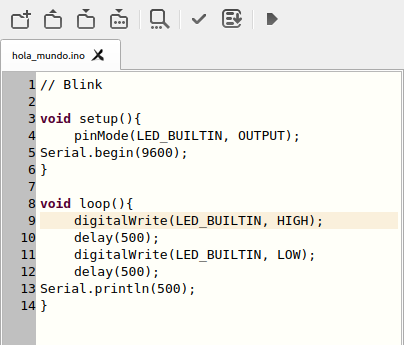 hola_mundo.ino
1 // Blink
2
3 void setup(){
4     pinMode(LED_BUILTIN, OUTPUT);
5 Serial.begin(9600);
6 }
7
8 void loop(){
9     digitalWrite(LED_BUILTIN, HIGH);
10     delay(500);
11     digitalWrite(LED_BUILTIN, LOW);
12     delay(500);
13 Serial.println(500);
14 }